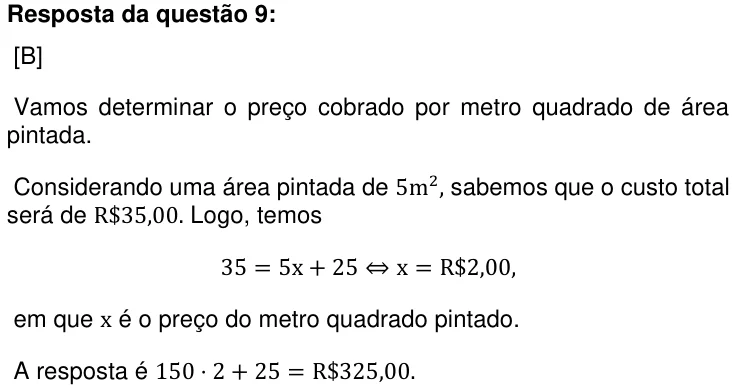 Resposta da questão 9:
[B]
Vamos determinar o preço cobrado por metro quadrado de área
pintada.
Considerando uma área pintada de 5m², sabemos que o custo total
será de R$35,00. Logo, temos
35 = 5x + 25 ⇔ x = R$2,00,
em que x é o preço do metro quadrado pintado.
A resposta é 150 · 2 + 25 = R$325,00.